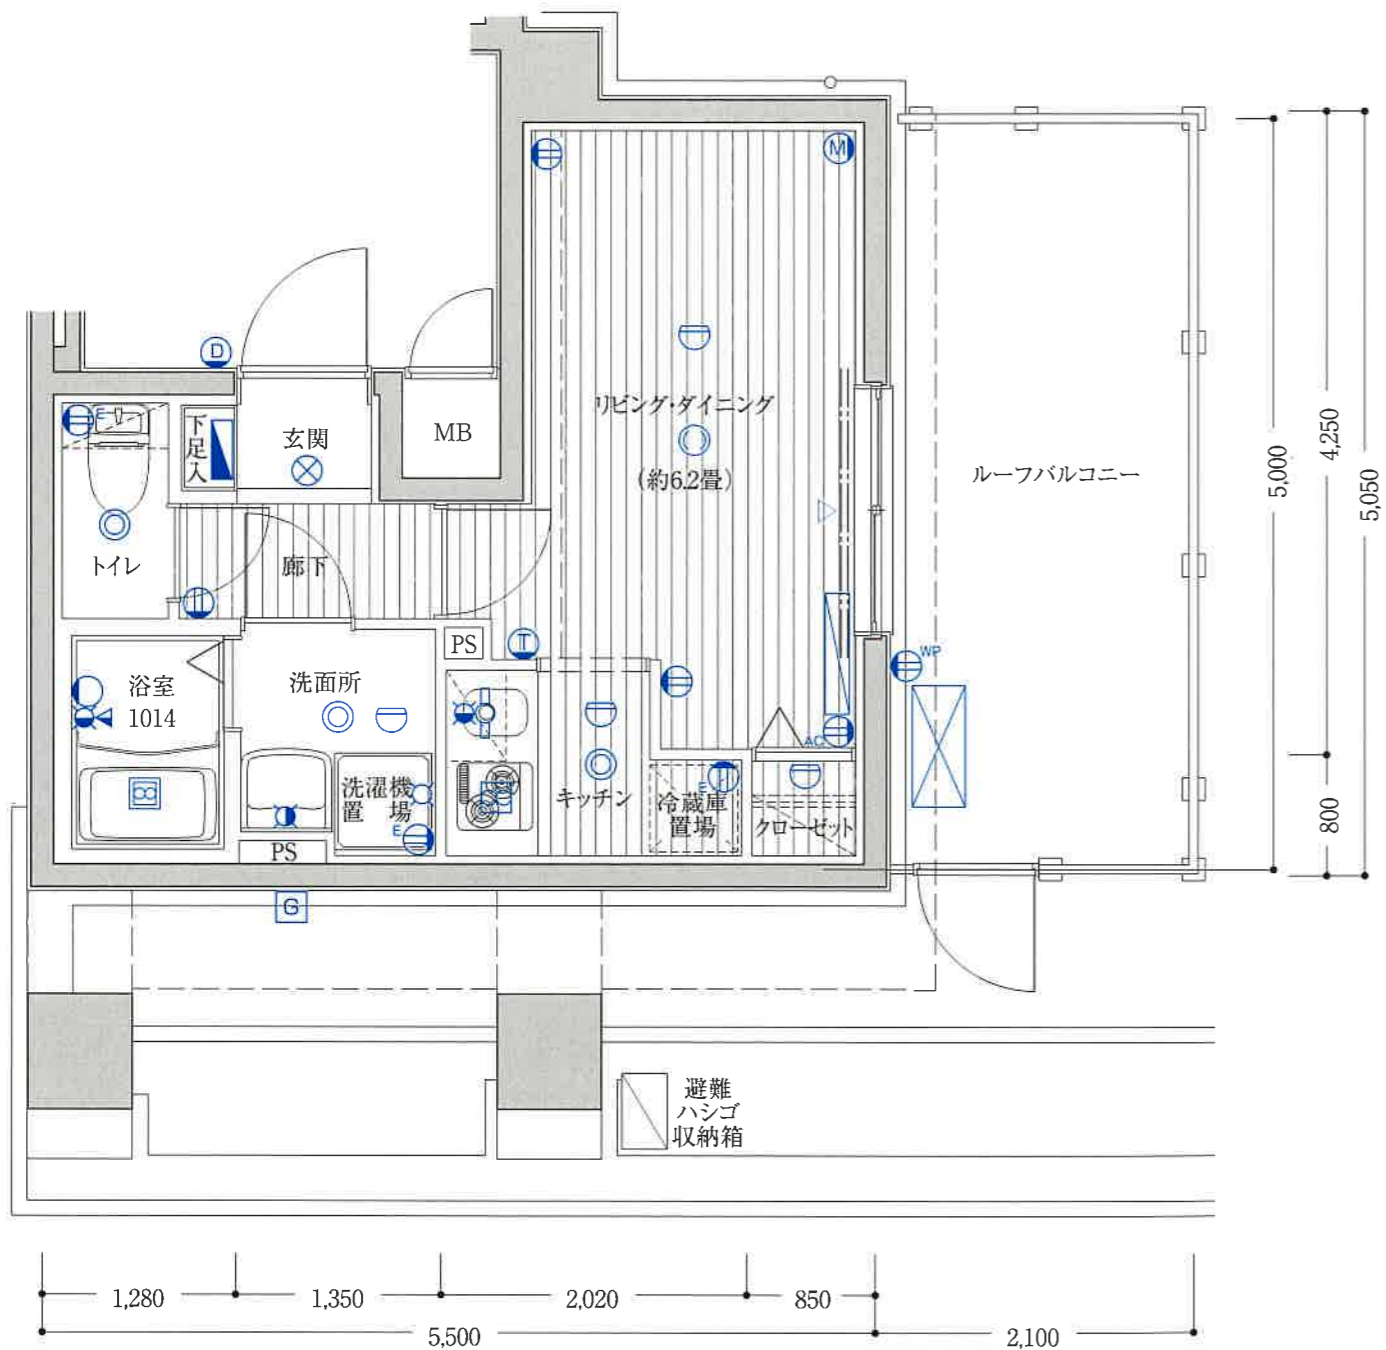 M
D
E
下足入
玄関
MB
リビング・ダイニング
(約6.2畳)
ルーフバルコニー
5,000
4,250
5,050
トイレ
廊下
PS
T
WP
浴室
1014
洗面所
AC
洗濯機
置場
E
キッチン
E
冷蔵庫
置場
クローゼット
800
PS
G
避難
ハシゴ
収納箱
1,280
1,350
2,020
850
5,500
2,100